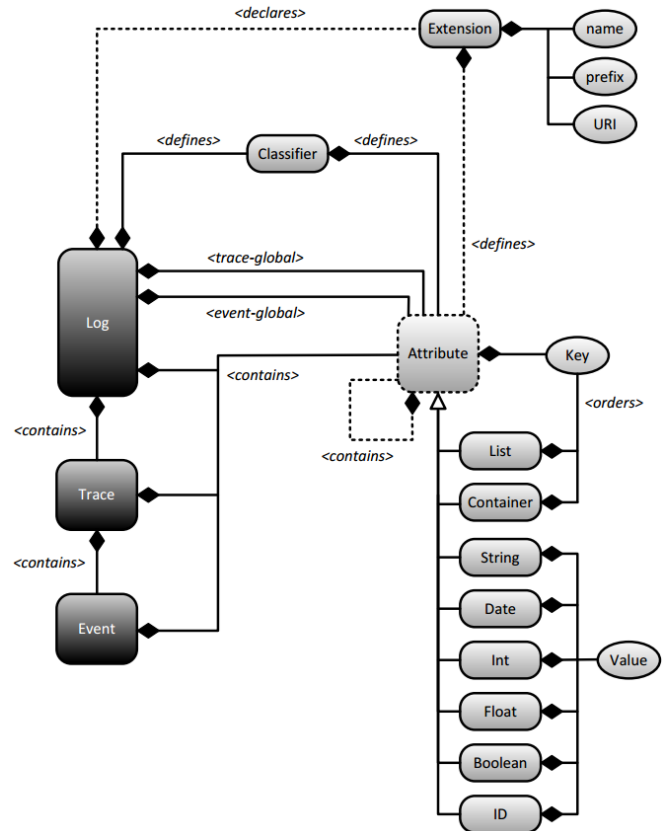 <declares>
Extension
name
prefix
URI
<defines>
Classifier
<defines>
<defines>
<trace-global>
<event-global>
Log
Attribute
Key
<contains>
<orders>
<contains>
<contains>
List
Trace
Container
<contains>
String
Date
Event
Int
Value
Float
Boolean
ID